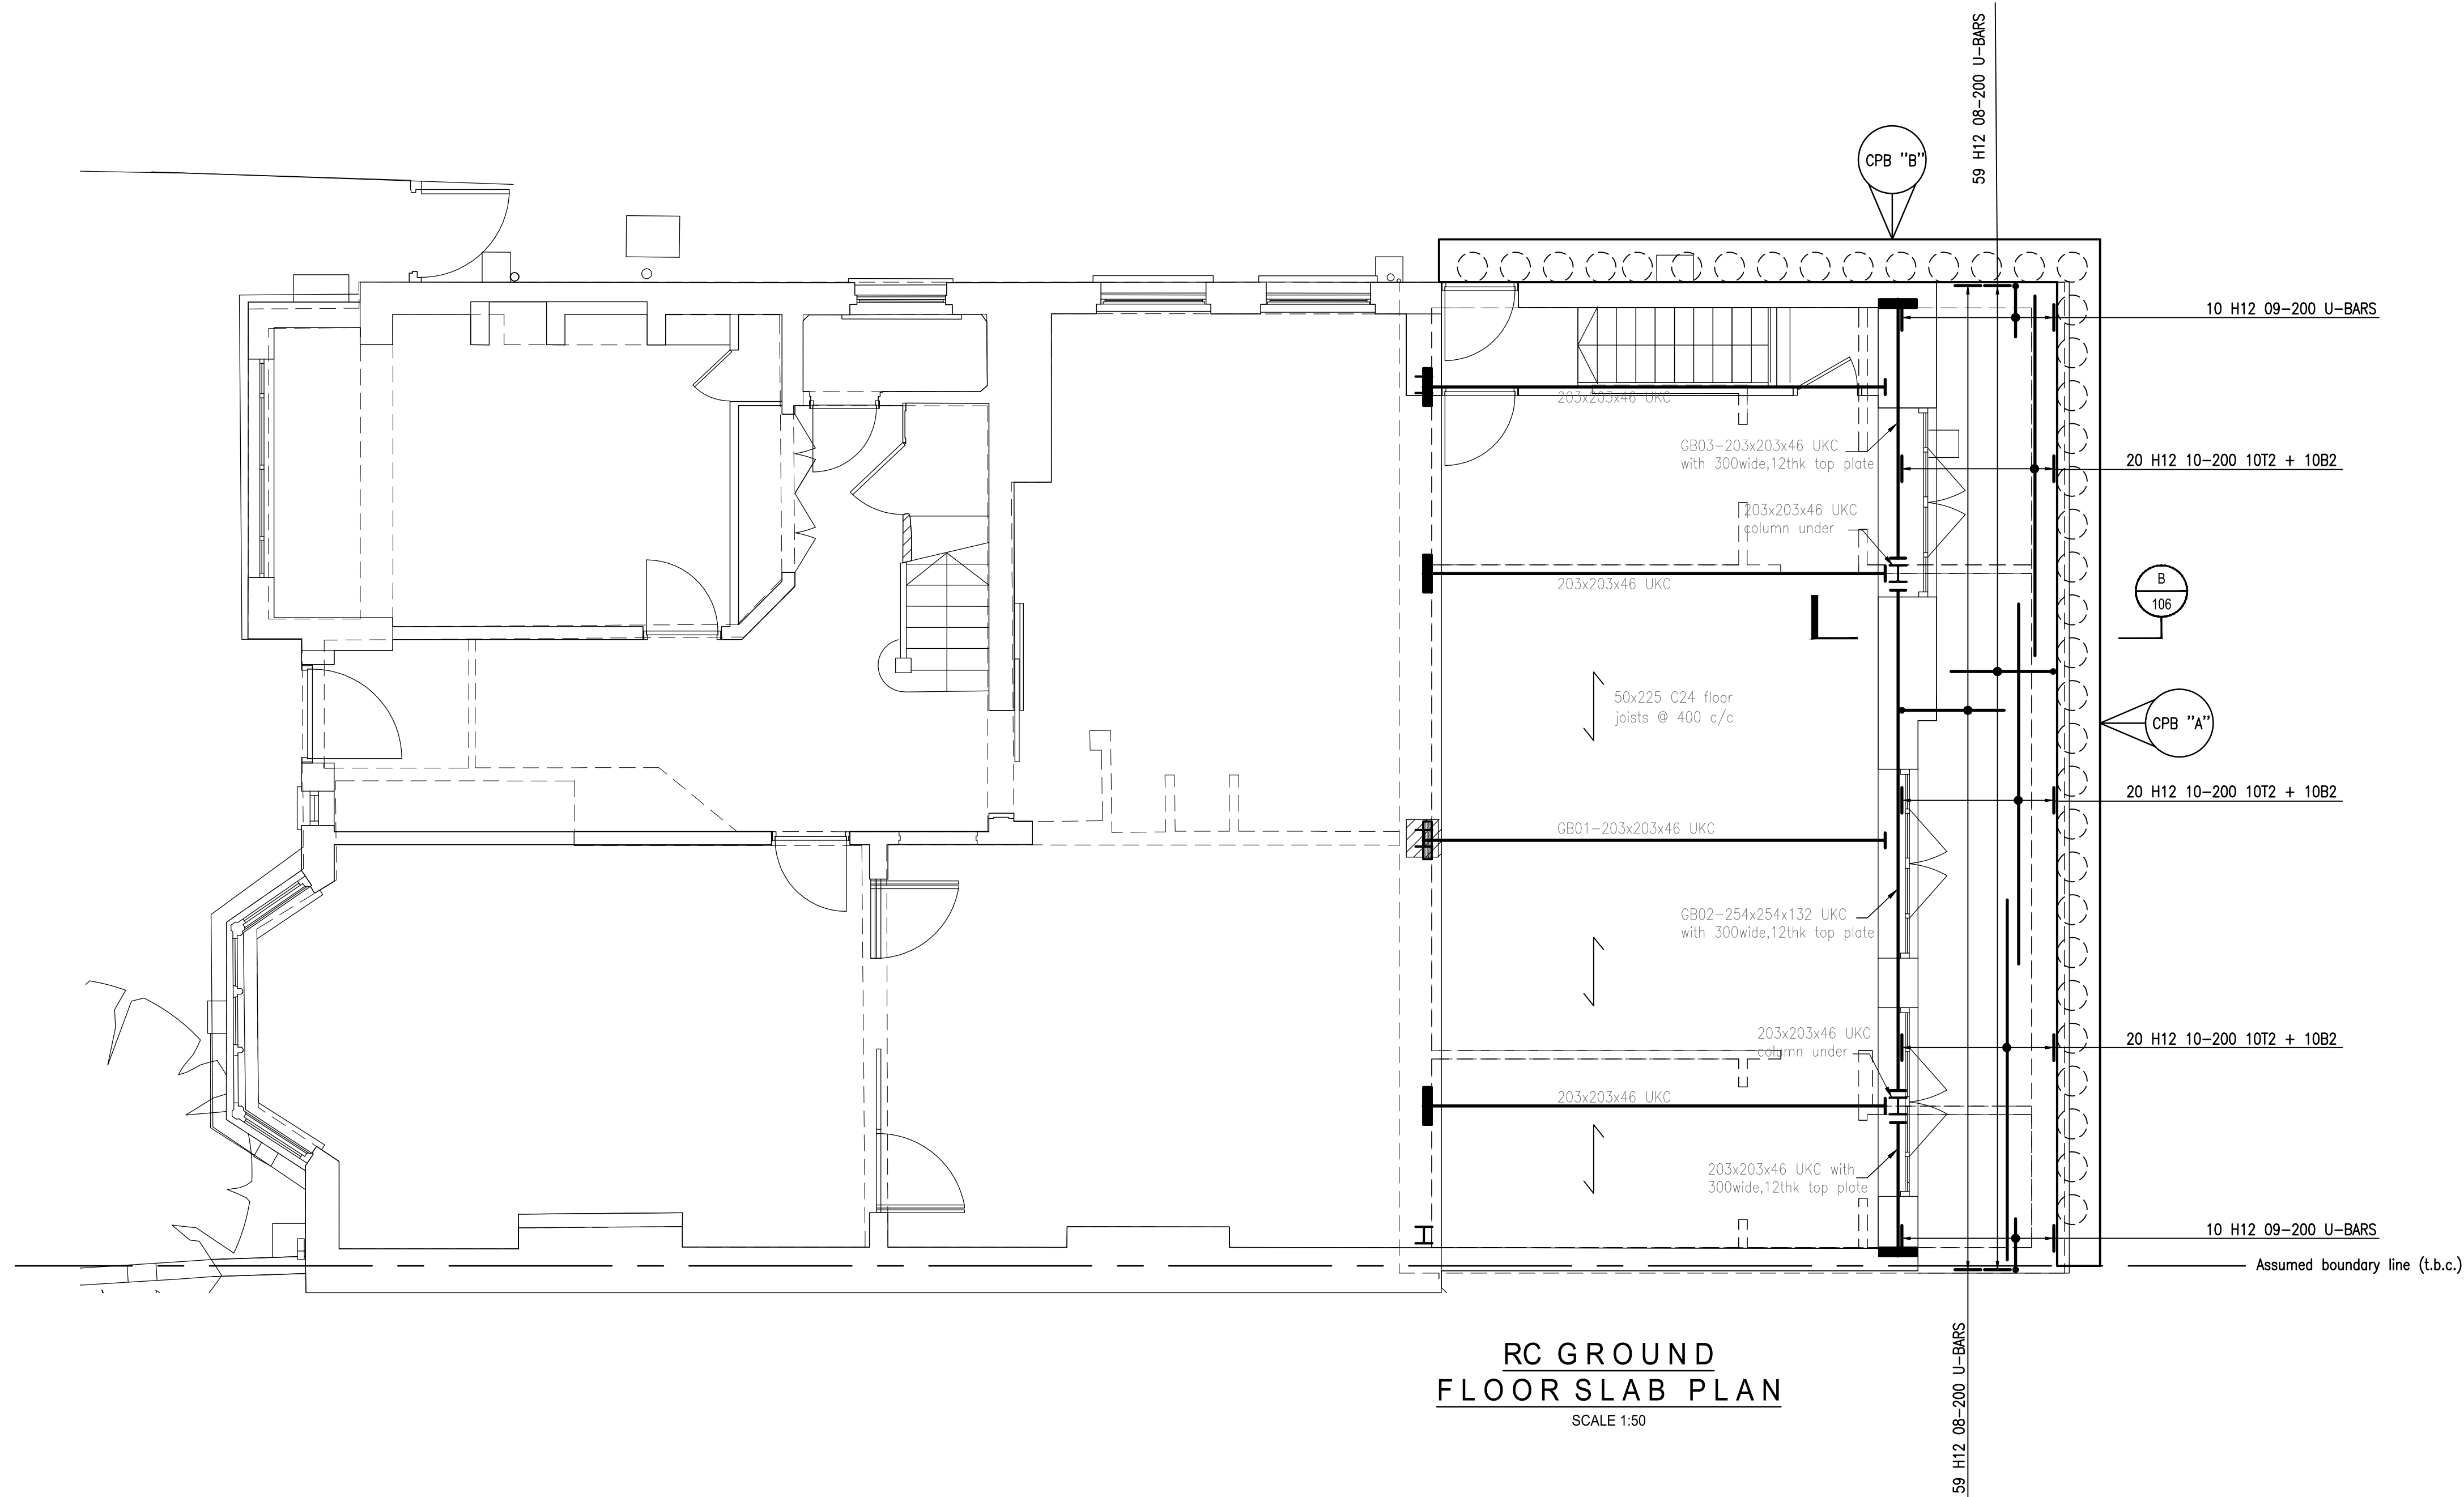 59 H12 08-200 U-BARS
CPB "B"
10 H12 09-200 U-BARS
203x203x46 UKC
GB03-203x203x46 UKC
with 300wide,12thk top plate
20 H12 10-200 10T2 + 10B2
203x203x46 UKC
column under
203x203x46 UKC
B
106
50x225 C24 floor
joists @ 400 c/c
CPB "A"
20 H12 10-200 10T2 + 10B2
GB01-203x203x46 UKC
GB02-254x254x132 UKC
with 300wide,12thk top plate
203x203x46 UKC
column under
20 H12 10-200 10T2 + 10B2
203x203x46 UKC
203x203x46 UKC with
300wide,12thk top plate
10 H12 09-200 U-BARS
Assumed boundary line (t.b.c.)
RC GROUND
FLOOR SLAB PLAN
SCALE 1:50
59 H12 08-200 U-BARS